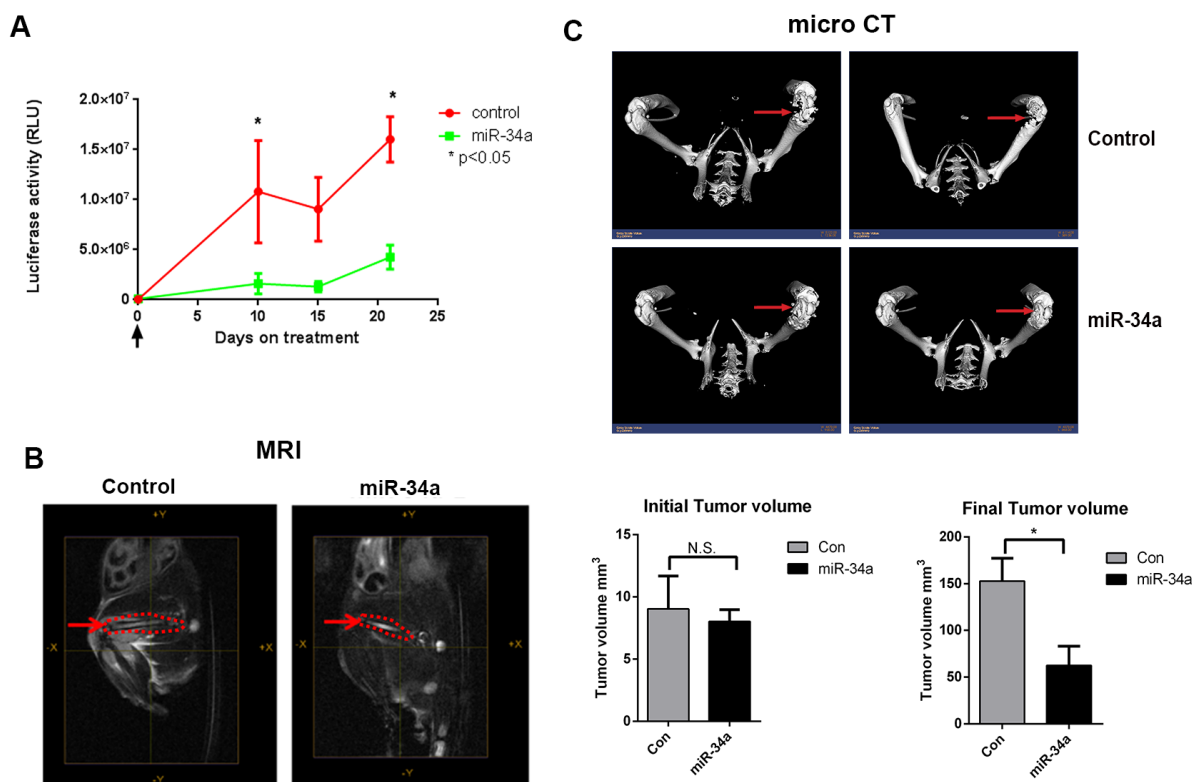 A
2.0×10⁷
1.5×10⁷
1.0×10⁷
5.0×10⁶
0
Luciferase activity (RLU)
0 5 10 15 20 25
Days on treatment
*
*
control
miR-34a
* p<0.05
B
MRI
Control
miR-34a
+Y
-X
+X
-Y
+Y
-X
+X
-Y
C
micro CT
Control
miR-34a
Initial Tumor volume
Tumor volume mm³
15
10
5
0
N.S.
Con
miR-34a
Con
miR-34a
Final Tumor volume
Tumor volume mm³
200
150
100
50
0
*
Con
miR-34a
Con
miR-34a